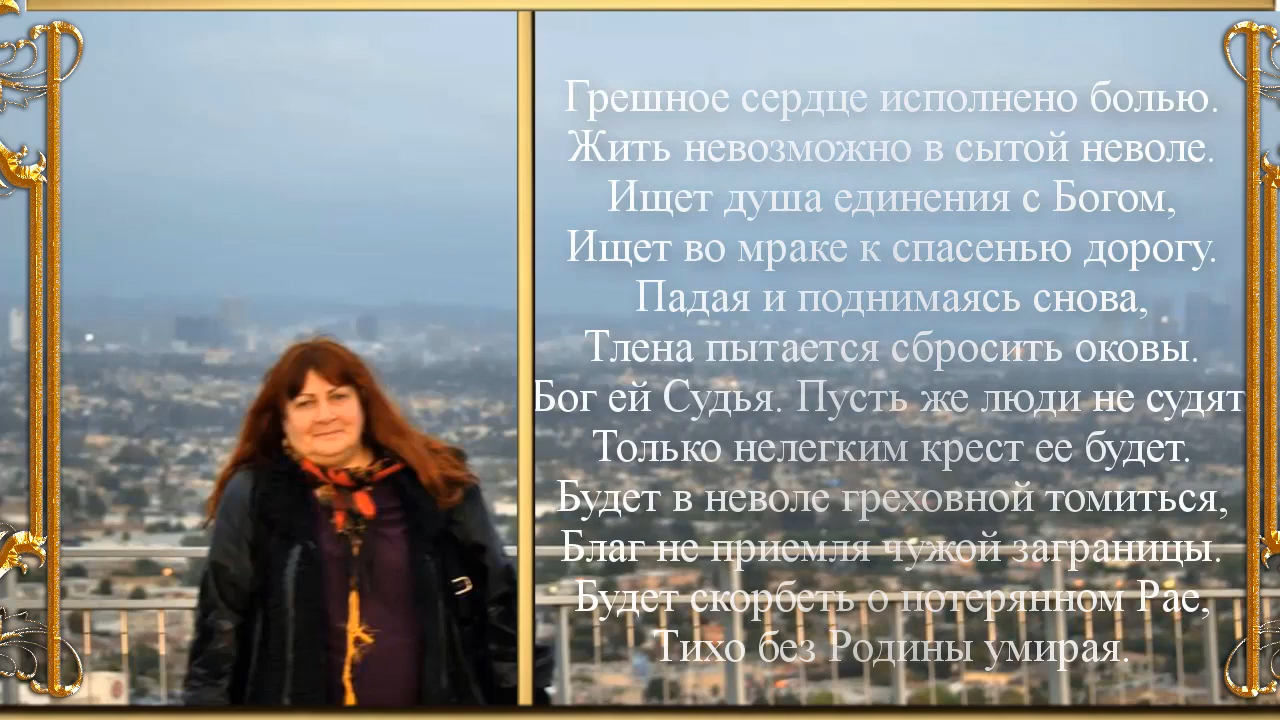 Грешное сердце исполнено болью.
Жить невозможно в сытой неволе.
Ищет душа единения с Богом,
Ищет во мраке к спасенью дорогу.
Падая и поднимаясь снова,
Тлена пытается сбросить оковы.
Бог ей Судья. Пусть же люди не судят
Только нелегким крест ее будет.
Будет в неволе греховной томиться,
Благ не приемля чужой заграницы.
Будет скорбеть о потерянном Рае,
Тихо без Родины умирая.